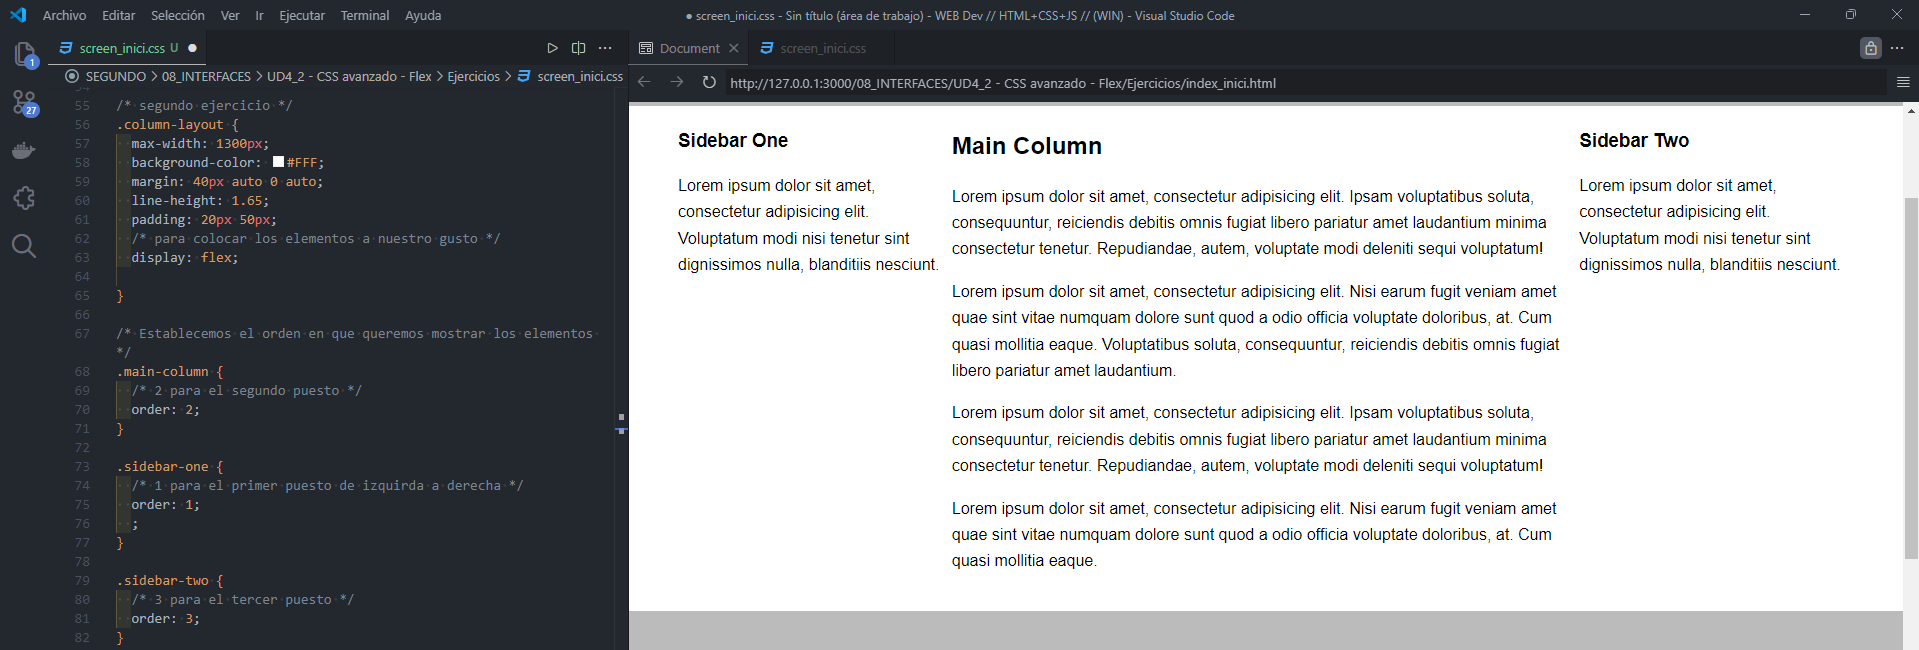 Archivo Editar Selección Ver Ir Ejecutar Terminal Ayuda
● screen_inici.css - Sin título (área de trabajo) - WEB Dev // HTML+CSS+JS // (WIN) - Visual Studio Code
screen_inici.css U ●
SEGUNDO > 08_INTERFACES > UD4_2 - CSS avanzado - Flex > Ejercicios > screen_inici.css
1
27
54
55 /* segundo ejercicio */
56 .column-layout {
57 max-width: 1300px;
58 background-color: #FFF;
59 margin: 40px auto 0 auto;
60 line-height: 1.65;
61 padding: 20px 50px;
62 /* para colocar los elementos a nuestro gusto */
63 display: flex;
64
65 }
66
67 /* Establecemos el orden en que queremos mostrar los elementos
*/
68 .main-column {
69 /* 2 para el segundo puesto */
70 order: 2;
71 }
72
73 .sidebar-one {
74 /* 1 para el primer puesto de izquirda a derecha */
75 order: 1;
76 ;
77 }
78
79 .sidebar-two {
80 /* 3 para el tercer puesto */
81 order: 3;
82 }
Document screen_inici.css
http://127.0.0.1:3000/08_INTERFACES/UD4_2 - CSS avanzado - Flex/Ejercicios/index_inici.html
Sidebar One
Lorem ipsum dolor sit amet,
consectetur adipisicing elit.
Voluptatum modi nisi tenetur sint
dignissimos nulla, blanditiis nesciunt.
Main Column
Lorem ipsum dolor sit amet, consectetur adipisicing elit. Ipsam voluptatibus soluta,
consequuntur, reiciendis debitis omnis fugiat libero pariatur amet laudantium minima
consectetur tenetur. Repudiandae, autem, voluptate modi deleniti sequi voluptatum!
Lorem ipsum dolor sit amet, consectetur adipisicing elit. Nisi earum fugit veniam amet
quae sint vitae numquam dolore sunt quod a odio officia voluptate doloribus, at. Cum
quasi mollitia eaque. Voluptatibus soluta, consequuntur, reiciendis debitis omnis fugiat
libero pariatur amet laudantium.
Lorem ipsum dolor sit amet, consectetur adipisicing elit. Ipsam voluptatibus soluta,
consequuntur, reiciendis debitis omnis fugiat libero pariatur amet laudantium minima
consectetur tenetur. Repudiandae, autem, voluptate modi deleniti sequi voluptatum!
Lorem ipsum dolor sit amet, consectetur adipisicing elit. Nisi earum fugit veniam amet
quae sint vitae numquam dolore sunt quod a odio officia voluptate doloribus, at. Cum
quasi mollitia eaque.
Sidebar Two
Lorem ipsum dolor sit amet,
consectetur adipisicing elit.
Voluptatum modi nisi tenetur sint
dignissimos nulla, blanditiis nesciunt.